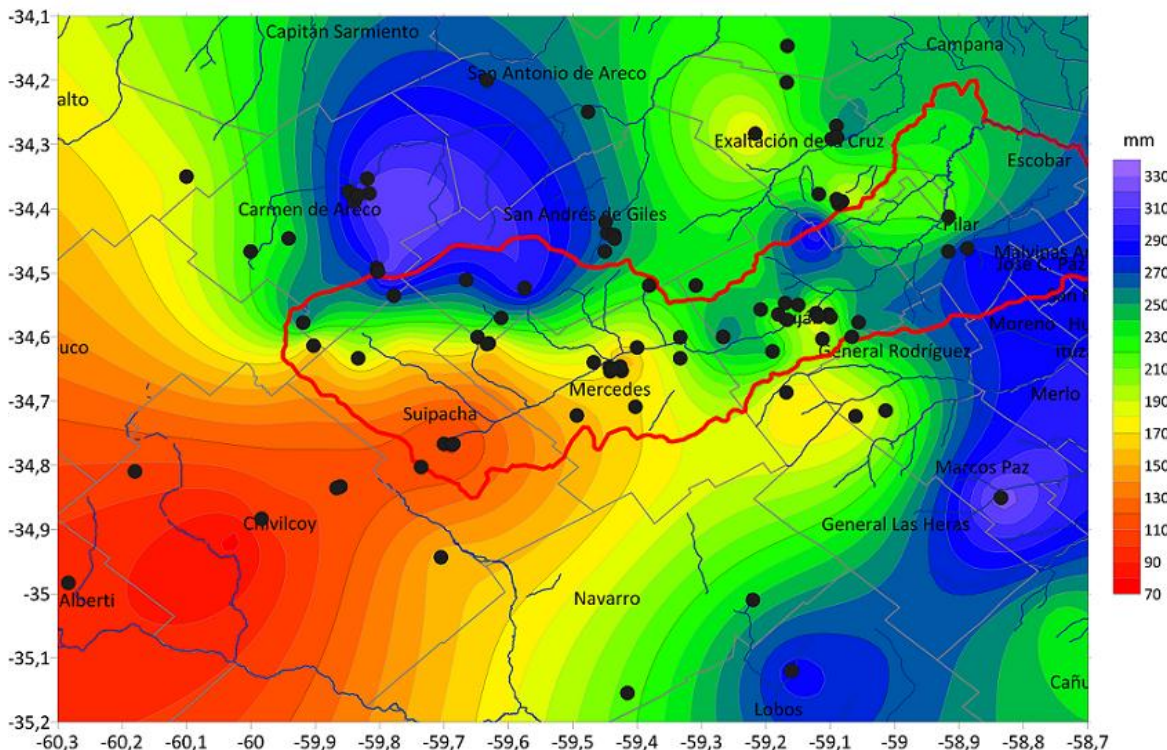 -34,1
Capitán Sarmiento
Campana
-34,2
San Antonio de Areco
alto
-34,3
Exaltación de la Cruz
Escobar
mm
330
310
290
270
250
230
210
190
170
150
130
110
90
70
-34,4
Carmen de Areco
San Andrés de Giles
Pilar
Malvinas A
José C. Paz
-34,5
Moreno
-34,6
General Rodríguez
uco
Merlo
-34,7
Mercedes
Suipacha
-34,8
Marcos Paz
-34,9
Chivilcoy
General Las Heras
-35
Alberti
Navarro
-35,1
Cañu
Lobos
-35,2
-60,3
-60,2
-60,1
-60
-59,9
-59,8
-59,7
-59,6
-59,5
-59,4
-59,3
-59,2
-59,1
-59
-58,9
-58,8
-58,7